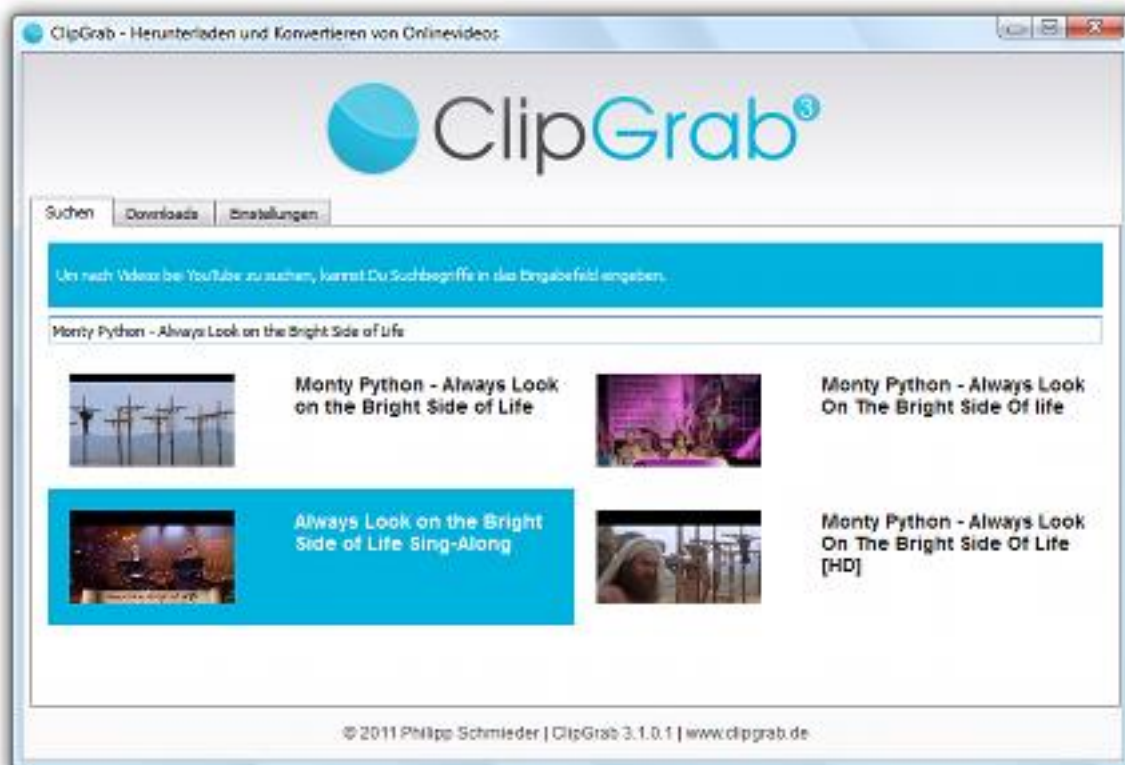 ClipGrab - Herunterladen und Konvertieren von Onlinevideos
ClipGrab 3
Suchen Downloads Einstellungen
Um nach Videos bei YouTube zu suchen, kannst Du Suchbegriffe in das Eingabefeld eingeben.
Monty Python - Always Look on the Bright Side of Life
Monty Python - Always Look
on the Bright Side of Life
Monty Python - Always Look
On The Bright Side Of life
Always Look on the Bright
Side of Life Sing-Along
Monty Python - Always Look
On The Bright Side Of Life
[HD]
© 2011 Philipp Schmieder | ClipGrab 3.1.0.1 | www.clipgrab.de